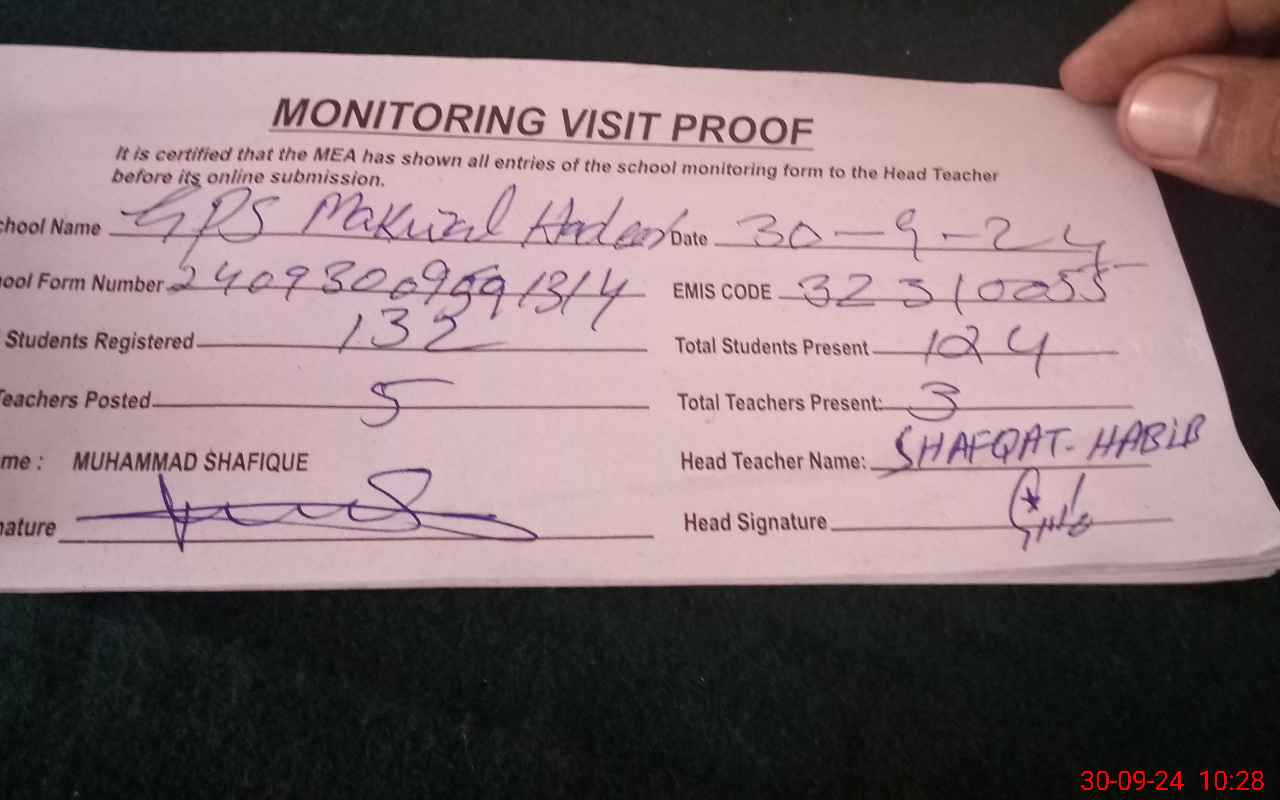 MONITORING VISIT PROOF
It is certified that the MEA has shown all entries of the school monitoring form to the Head Teacher
before its online submission.
chool Name GPS Makwal Date 30-9-24
ool Form Number EMIS CODE 32310055
Students Registered 132 Total Students Present 124
eachers Posted 5 Total Teachers Present: 3
me : MUHAMMAD SHAFIQUE Head Teacher Name: SHAFQAT. HABIB
nature Head Signature
30-09-24 10:28